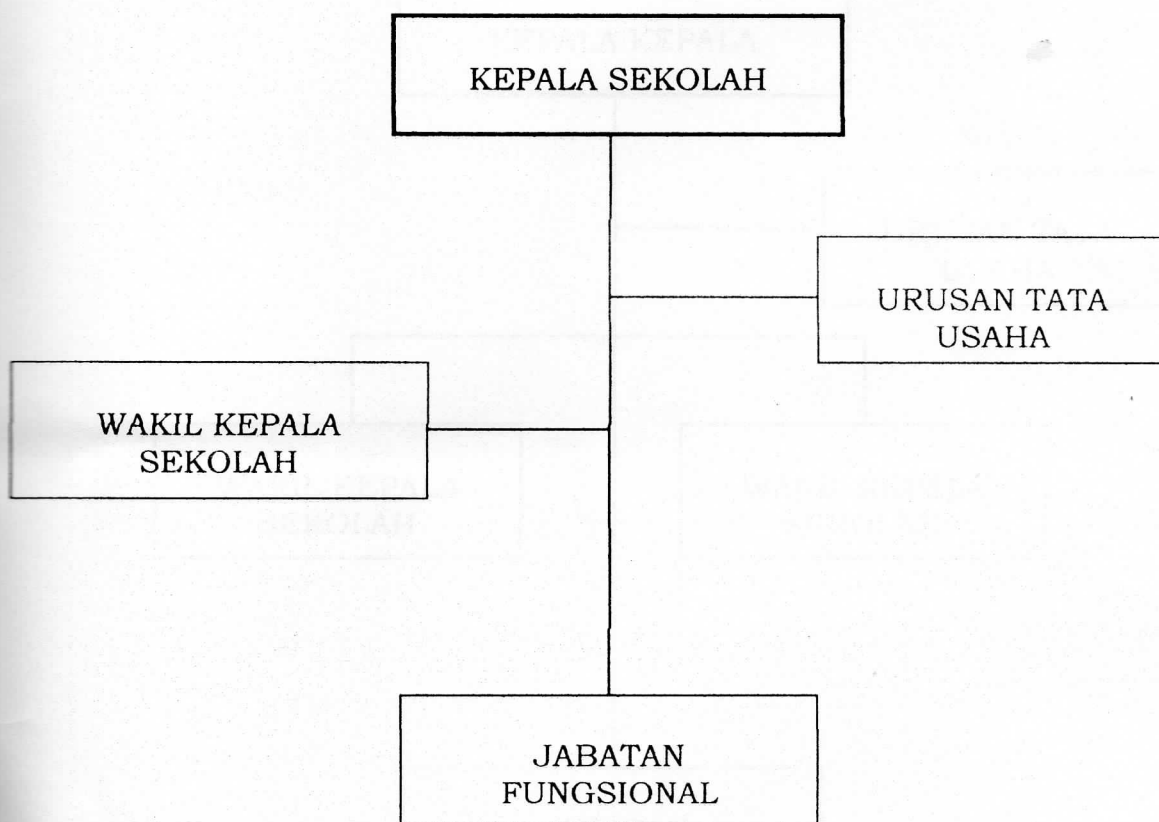 KEPALA SEKOLAH
URUSAN TATA
USAHA
WAKIL KEPALA
SEKOLAH
JABATAN
FUNGSIONAL